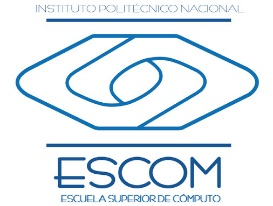 INSTITUTO POLITÉCNICO NACIONAL
ESCOM
ESCUELA SUPERIOR DE CÓMPUTO